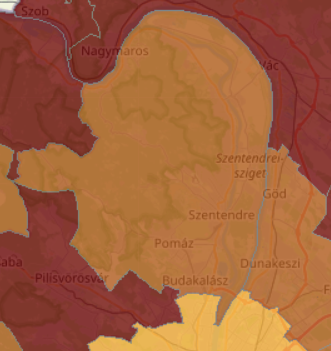 Szob
Nagymaros
Vác
Szentendrei-
sziget
Göd
Szentendre
Pomáz
Dunakeszi
aba
Pilisvörösvár
Budakalász
F